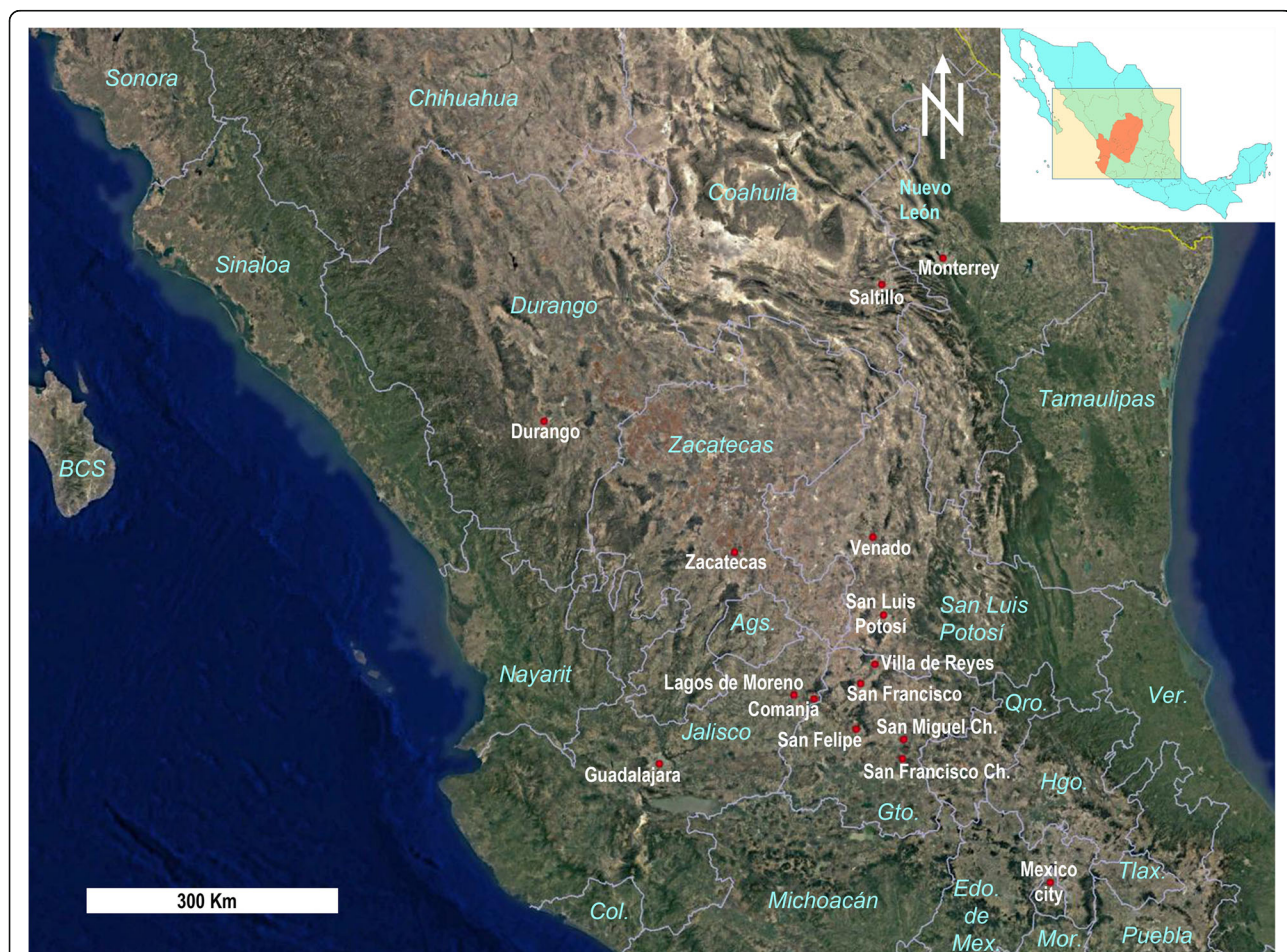 Sonora
Chihuahua
N
Coahuila
Nuevo
León
Sinaloa
Monterrey
Saltillo
Durango
Tamaulipas
Durango
Zacatecas
BCS
Venado
Zacatecas
San Luis
Potosí
San Luis
Potosí
Ags.
Villa de Reyes
Nayarit
Lagos de Moreno
San Francisco
Comanja
Qro.
Ver.
Jalisco
San Felipe
San Miguel Ch.
Guadalajara
San Francisco Ch.
Hgo.
Gto.
Mexico
city
Tlax.
300 Km
Michoacán
Edo.
de
Mex.
Col.
Mor.
Puebla